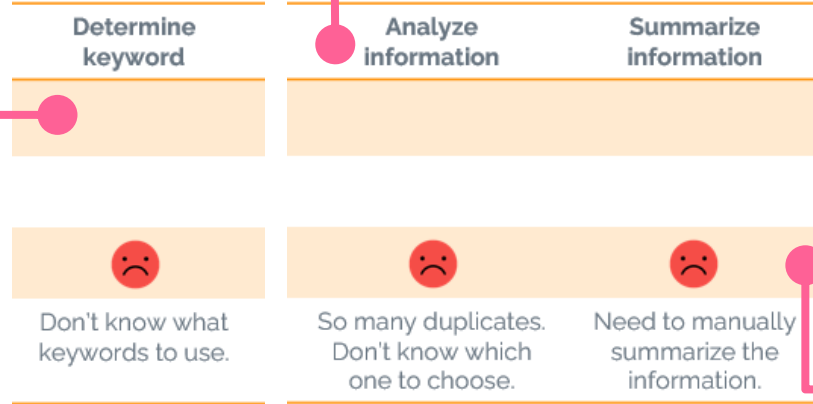 Determine
keyword
Analyze
information
Summarize
information
Don't know what
keywords to use.
So many duplicates.
Don't know which
one to choose.
Need to manually
summarize the
information.